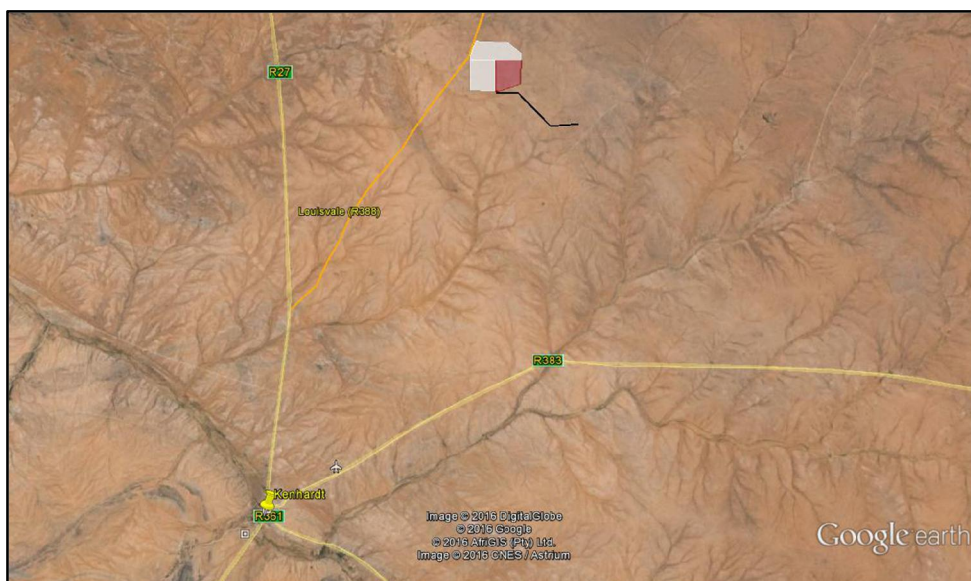 R27
Louisvale (R388)
R383
Kenhardt
R361
Image © 2016 DigitalGlobe
© 2016 Google
© 2016 AfriGIS (Pty) Ltd.
Image © 2016 CNES / Astrium
Google earth